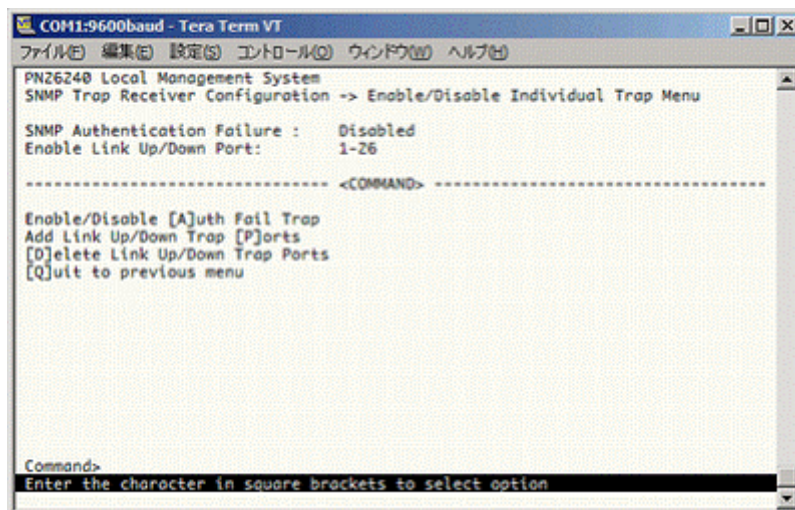 COM1:9600baud - Tera Term VT
ファイル(F) 編集(E) 設定(S) コントロール(O) ウィンドウ(W) ヘルプ(H)
PN26240 Local Management System
SNMP Trap Receiver Configuration -> Enable/Disable Individual Trap Menu
SNMP Authentication Failure : Disabled
Enable Link Up/Down Port: 1-26
-------------------------------- <COMMAND> -----------------------------------
Enable/Disable [A]uth Fail Trap
Add Link Up/Down Trap [P]orts
[D]elete Link Up/Down Trap Ports
[Q]uit to previous menu
Command>
Enter the character in square brackets to select option